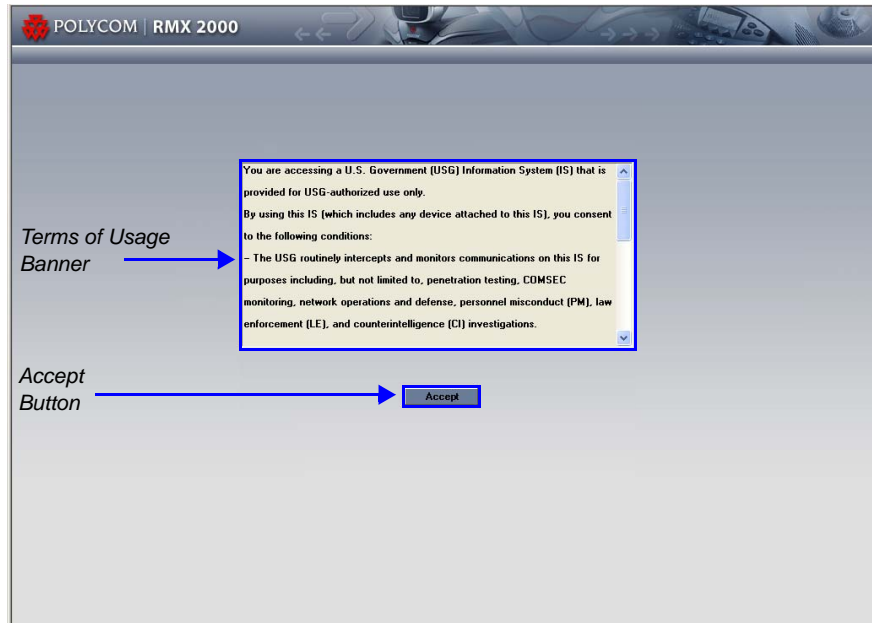 POLYCOM | RMX 2000
You are accessing a U.S. Government (USG) Information System (IS) that is
provided for USG-authorized use only.
By using this IS (which includes any device attached to this IS), you consent
to the following conditions:
– The USG routinely intercepts and monitors communications on this IS for
purposes including, but not limited to, penetration testing, COMSEC
monitoring, network operations and defense, personnel misconduct (PM), law
enforcement (LE), and counterintelligence (CI) investigations.
Terms of Usage
Banner
Accept
Button
Accept